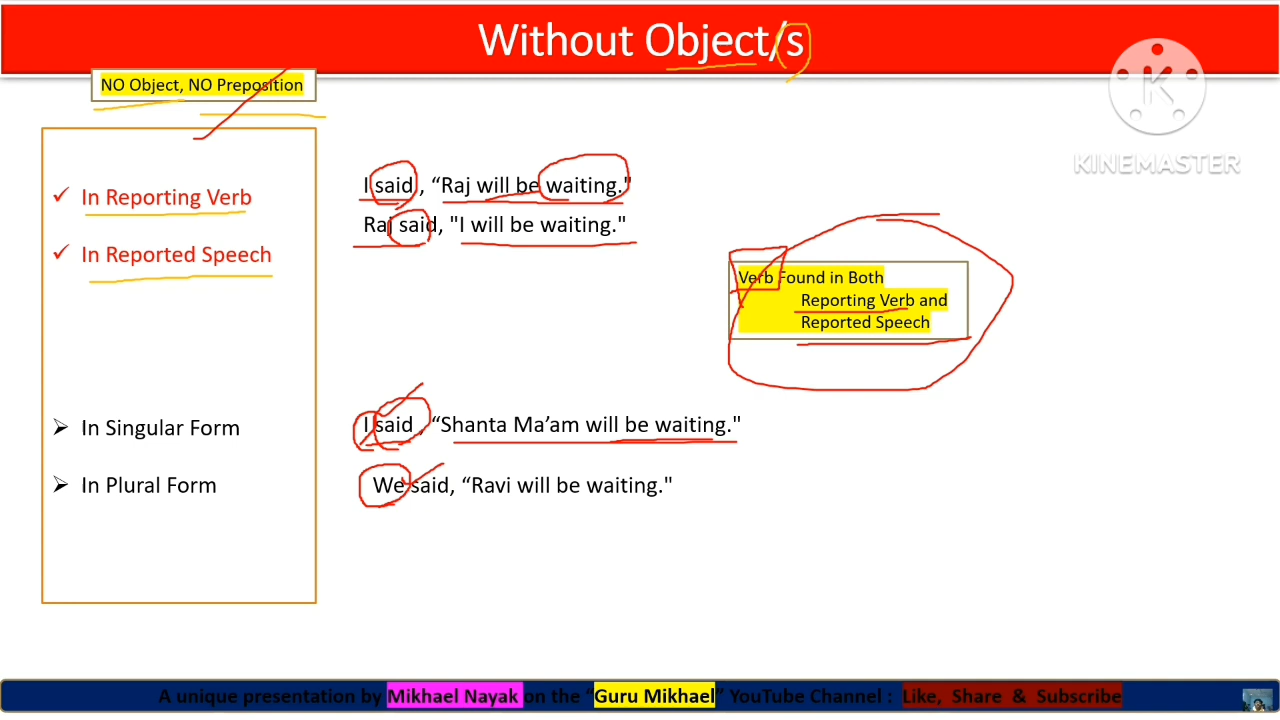 Without Object/s
NO Object, NO Preposition
KINEMASTER
✓ In Reporting Verb
I said , “Raj will be waiting."
Raj said, "I will be waiting."
✓ In Reported Speech
Verb Found in Both
Reporting Verb and
Reported Speech
➢ In Singular Form
I said , “Shanta Ma’am will be waiting."
➢ In Plural Form
We said, “Ravi will be waiting."
A unique presentation by Mikhael Nayak on the “Guru Mikhael” YouTube Channel : Like, Share & Subscribe